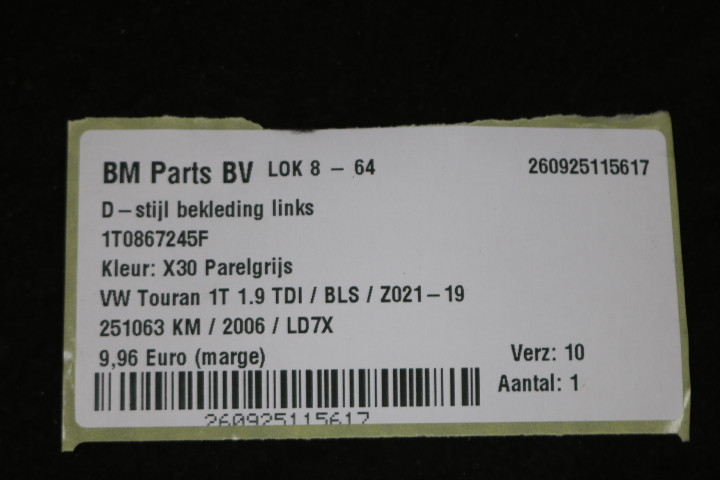 BM Parts BV LOK 8 – 64 260925115617
D–stijl bekleding links
1T0867245F
Kleur: X30 Parelgrijs
VW Touran 1T 1.9 TDI / BLS / Z021–19
251063 KM / 2006 / LD7X
9,96 Euro (marge) Verz: 10
Aantal: 1
260925115617